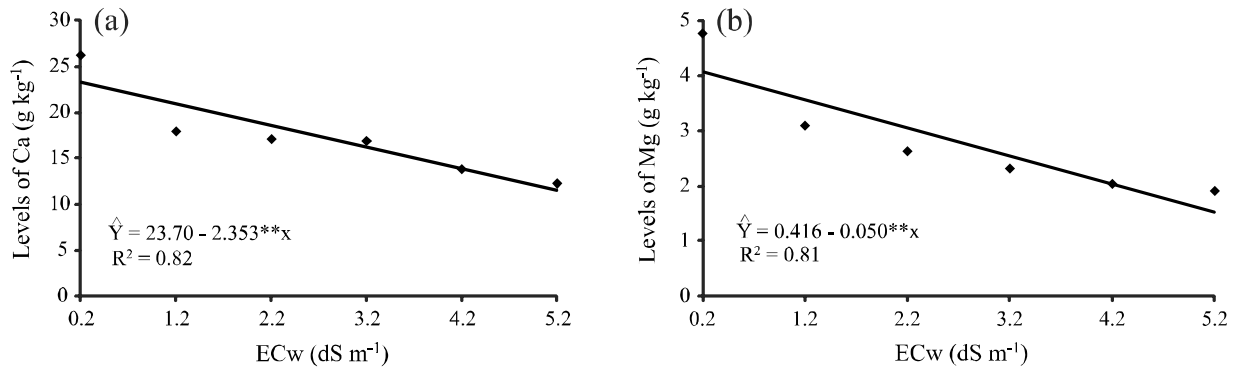 (a)
Levels of Ca (g kg⁻¹)
30
25
20
15
10
5
0
Ŷ = 23.70 - 2.353**x
R² = 0.82
0.2 1.2 2.2 3.2 4.2 5.2
ECw (dS m⁻¹)
(b)
Levels of Mg (g kg⁻¹)
5
4
3
2
1
0
Ŷ = 0.416 - 0.050**x
R² = 0.81
0.2 1.2 2.2 3.2 4.2 5.2
ECw (dS m⁻¹)